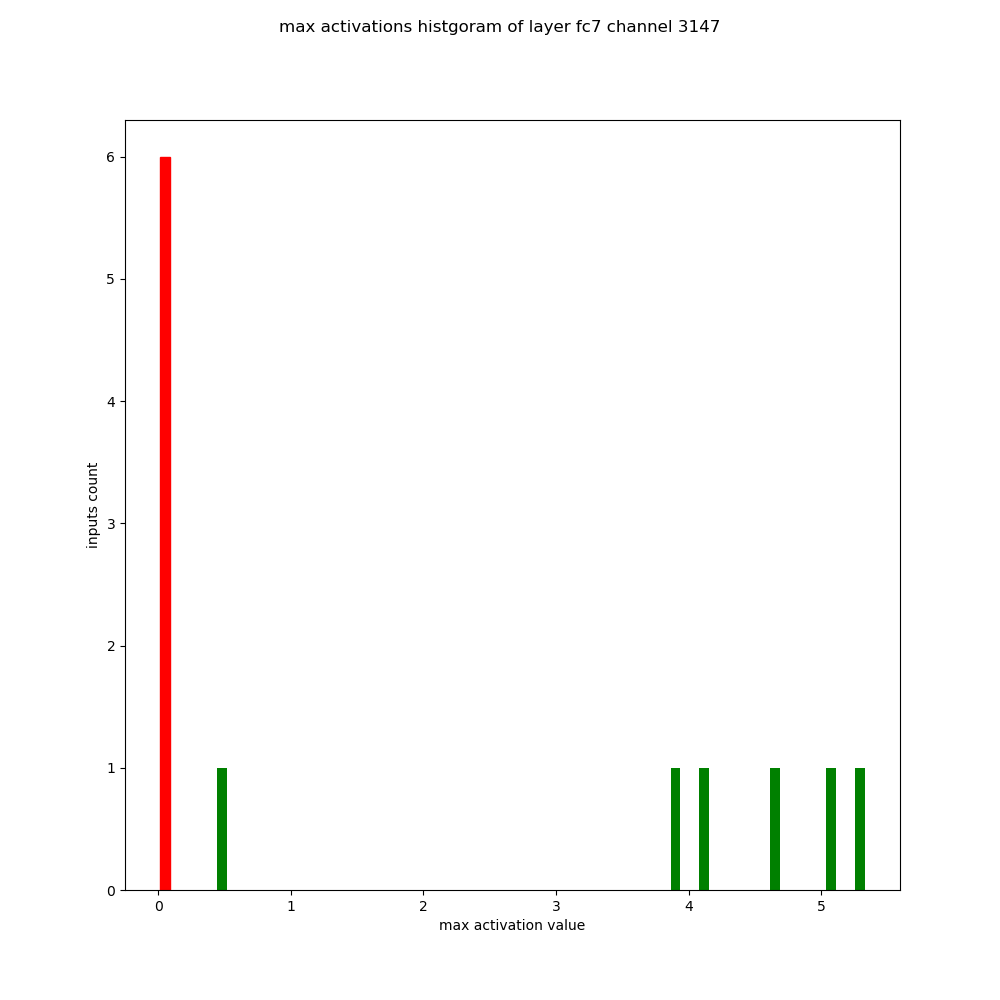 max activations histgoram of layer fc7 channel 3147
6
5
4
3
2
1
0
inputs count
0 1 2 3 4 5
max activation value